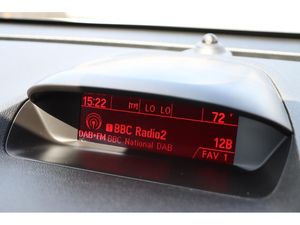 15:22 LO LO 72°
BBC Radio2
DAB+FM BBC National DAB 12B
FAV 1